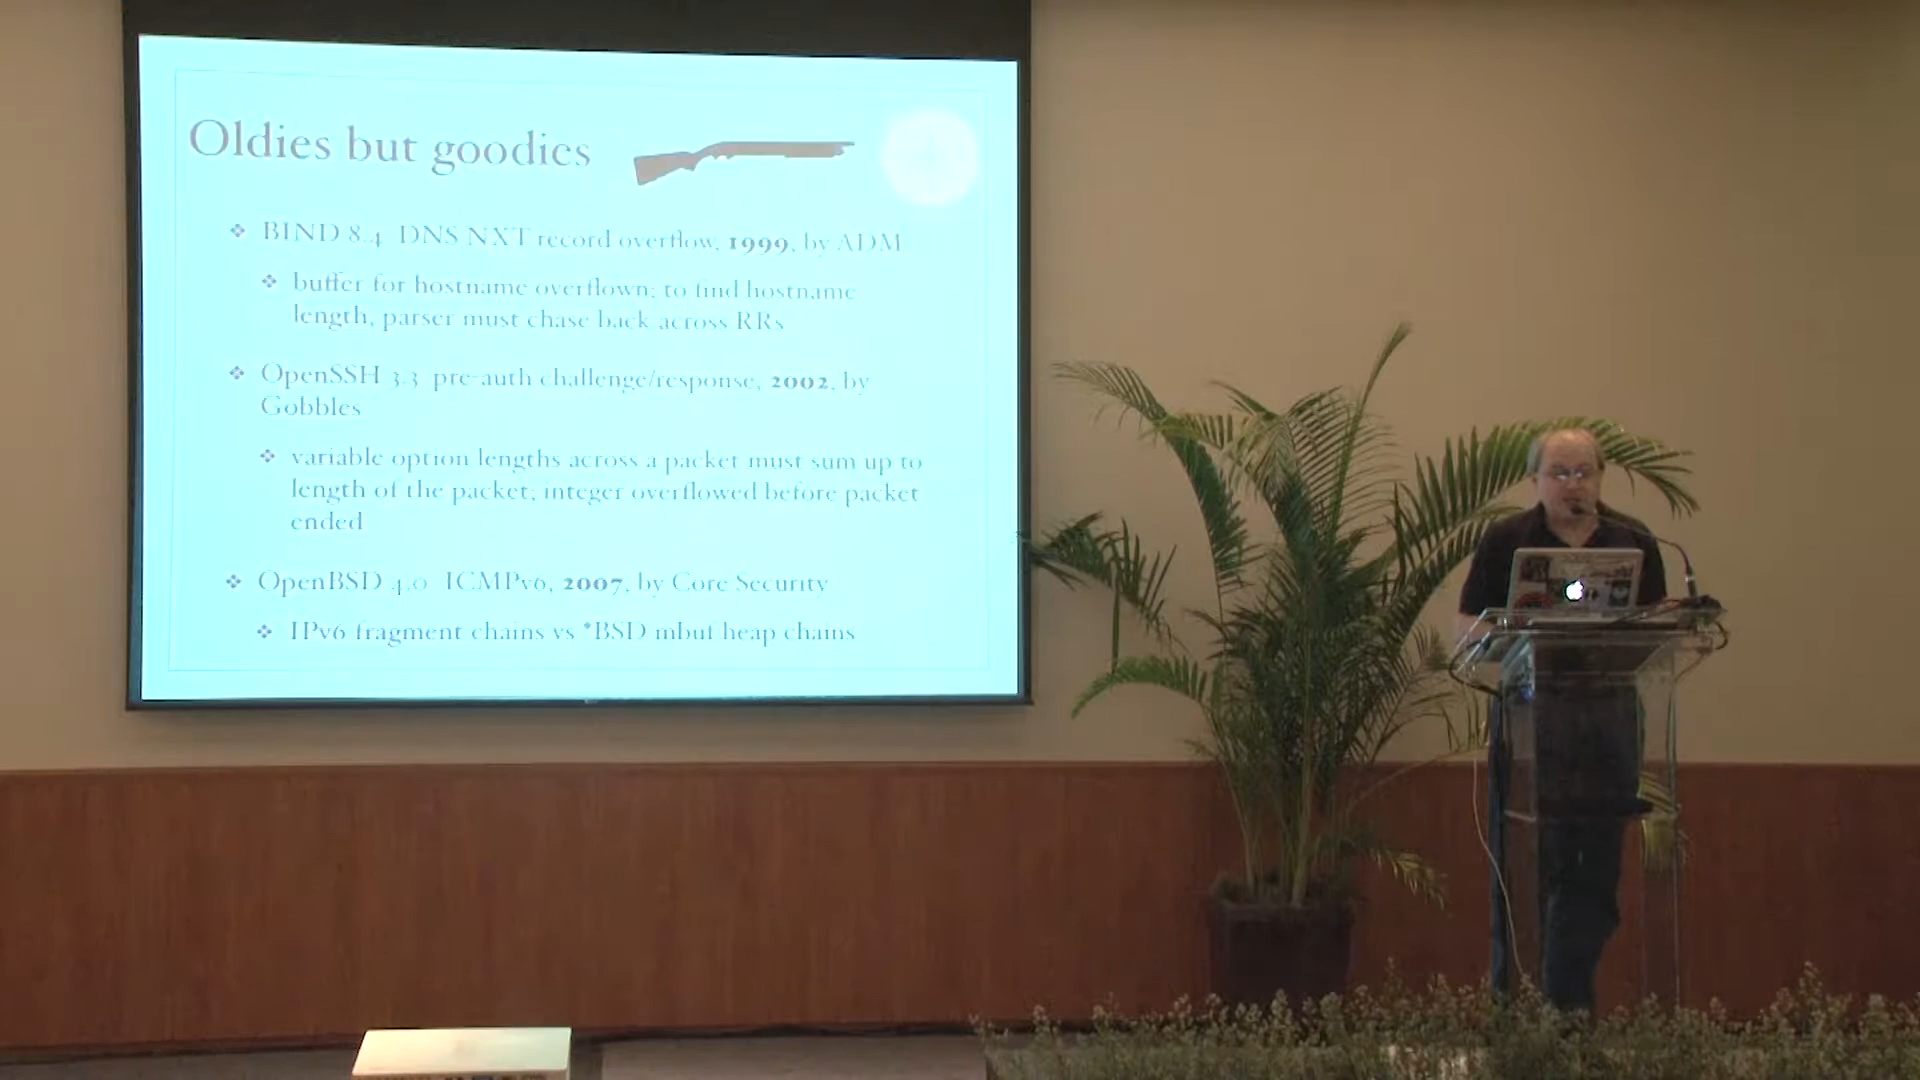 Oldies but goodies
❖ BIND 8.4 DNS NXT record overflow, 1999, by ADM
❖ buffer for hostname overflown; to find hostname
length, parser must chase back across RRs
❖ OpenSSH 3.3 pre-auth challenge/response, 2002, by
Gobbles
❖ variable option lengths across a packet must sum up to
length of the packet; integer overflowed before packet
ended
❖ OpenBSD 4.0 ICMPv6, 2007, by Core Security
❖ IPv6 fragment chains vs *BSD mbuf heap chains